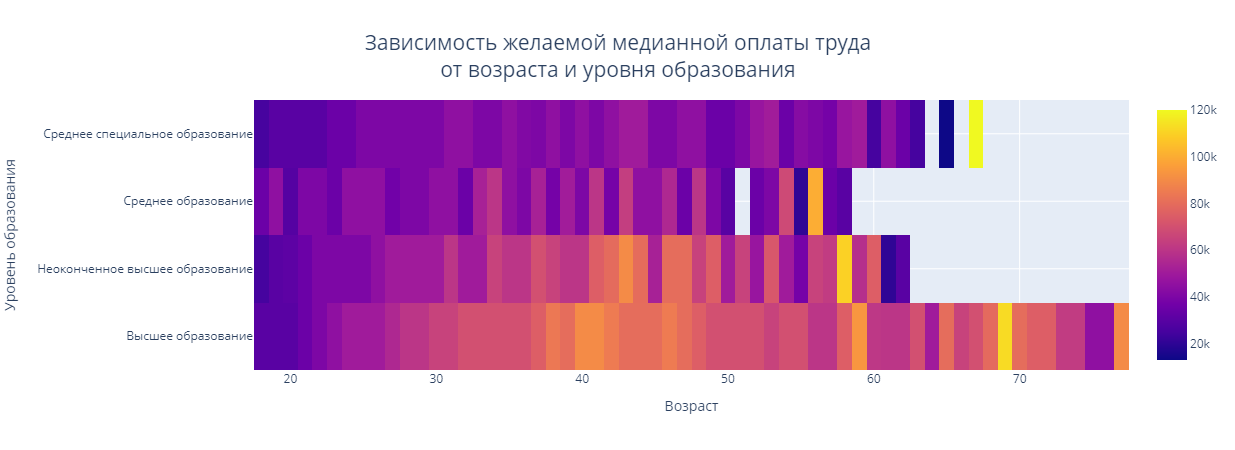 Зависимость желаемой медианной оплаты труда
от возраста и уровня образования
Уровень образования
Среднее специальное образование
Среднее образование
Неоконченное высшее образование
Высшее образование
20
30
40
50
60
70
Возраст
120k
100k
80k
60k
40k
20k